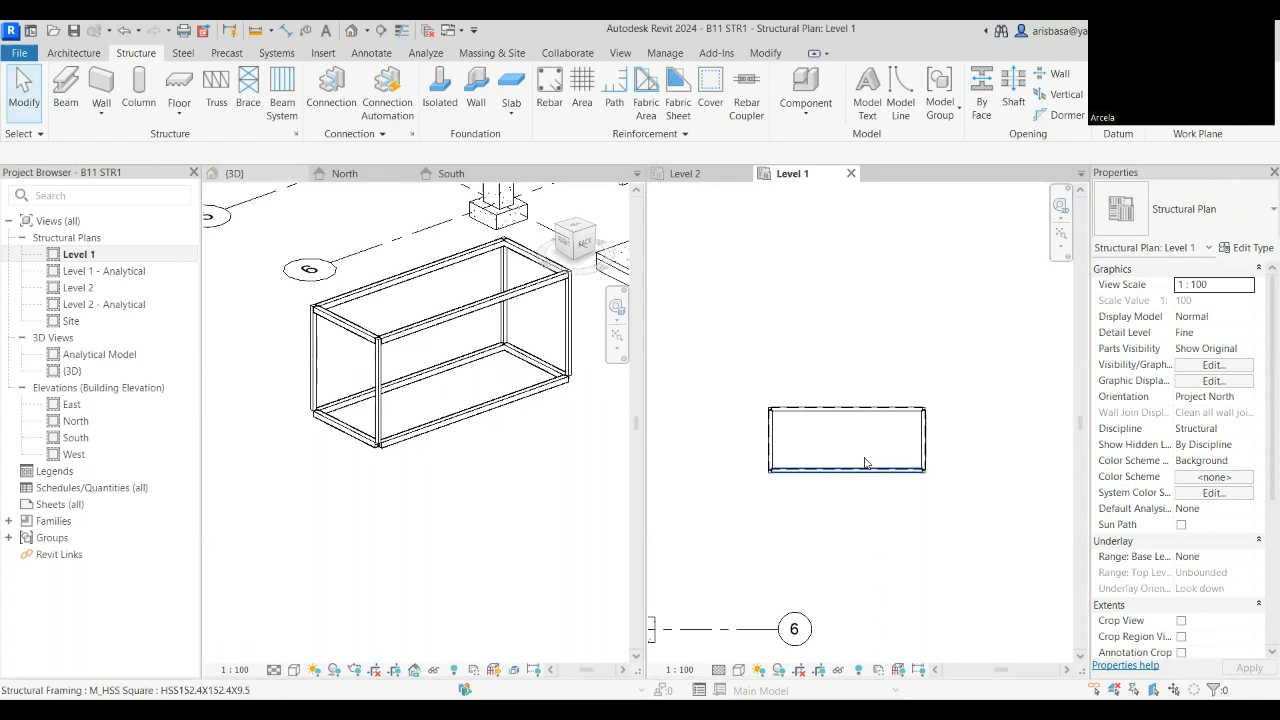 Autodesk Revit 2024 - B11 STR1 - Structural Plan: Level 1
arisbasa@ya
File Architecture Structure Steel Precast Systems Insert Annotate Analyze Massing & Site Collaborate View Manage Add-Ins Modify
Modify Beam Wall Column Floor Truss Brace Beam System Connection Connection Automation Isolated Wall Slab Rebar Area Path Fabric Area Fabric Sheet Cover Rebar Coupler Component Model Text Model Line Model Group By Face Shaft Wall Vertical Dormer
Arcela
Select Structure Connection Foundation Reinforcement Model Opening Datum Work Plane
Project Browser - B11 STR1
Search
Views (all)
Structural Plans
Level 1
Level 1 - Analytical
Level 2
Level 2 - Analytical
Site
3D Views
Analytical Model
{3D}
Elevations (Building Elevation)
East
North
South
West
Legends
Schedules/Quantities (all)
Sheets (all)
Families
Groups
Revit Links
{3D} North South
6
BACK
1 : 100
Level 2 Level 1
6
1 : 100
Properties
Structural Plan
Structural Plan: Level 1 Edit Type
Graphics
View Scale 1 : 100
Scale Value 1: 100
Display Model Normal
Detail Level Fine
Parts Visibility Show Original
Visibility/Graph... Edit...
Graphic Displa... Edit...
Orientation Project North
Wall Join Displ... Clean all wall joi...
Discipline Structural
Show Hidden L... By Discipline
Color Scheme ... Background
Color Scheme <none>
System Color S... Edit...
Default Analysi... None
Sun Path
Underlay
Range: Base Le... None
Range: Top Lev... Unbounded
Underlay Orien... Look down
Extents
Crop View
Crop Region Vi...
Annotation Crop
Properties help Apply
Structural Framing : M_HSS Square : HSS152.4X152.4X9.5
:0 Main Model :0